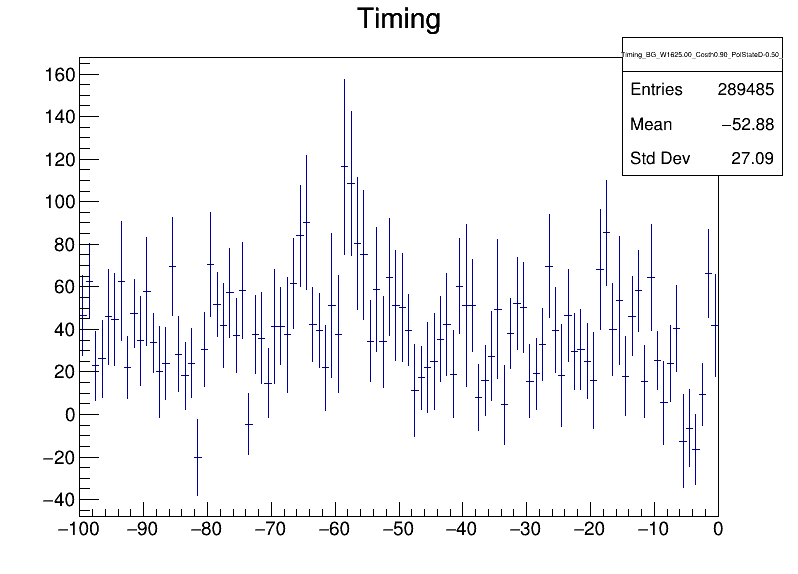 Timing
Timing_BG_W1625.00_Costh0.90_PolStateD-0.50_
Entries 289485
Mean −52.88
Std Dev 27.09
160
140
120
100
80
60
40
20
0
−20
−40
−100 −90 −80 −70 −60 −50 −40 −30 −20 −10 0